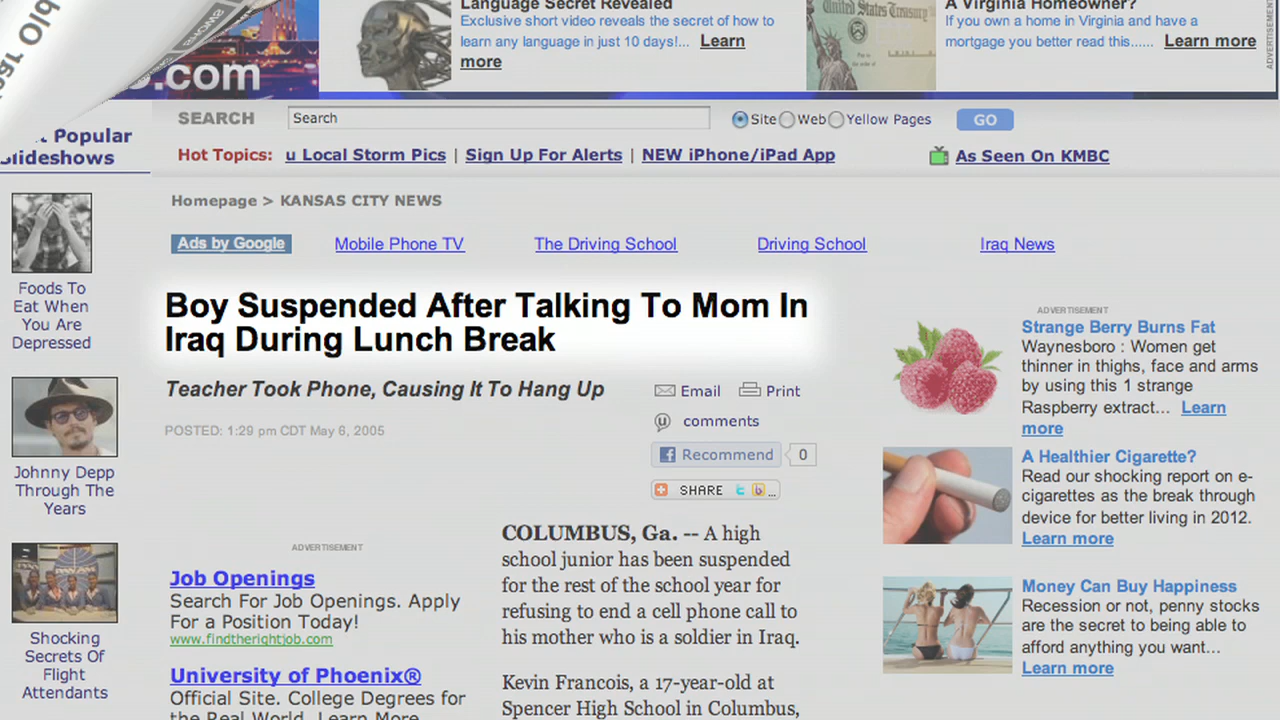 .com
Language Secret Revealed
Exclusive short video reveals the secret of how to
learn any language in just 10 days!... Learn
more
United States Treasury
A Virginia Homeowner?
If you own a home in Virginia and have a
mortgage you better read this...... Learn more
ADVERTISEMENT
SEARCH
Search
Site Web Yellow Pages
GO
Popular
Slideshows
Hot Topics: u Local Storm Pics | Sign Up For Alerts | NEW iPhone/iPad App
As Seen On KMBC
Homepage > KANSAS CITY NEWS
Ads by Google
Mobile Phone TV
The Driving School
Driving School
Iraq News
Foods To
Eat When
You Are
Depressed
Johnny Depp
Through The
Years
Shocking
Secrets Of
Flight
Attendants
Boy Suspended After Talking To Mom In
Iraq During Lunch Break
Teacher Took Phone, Causing It To Hang Up
POSTED: 1:29 pm CDT May 6, 2005
Email Print
comments
Recommend 0
SHARE
ADVERTISEMENT
Job Openings
Search For Job Openings. Apply
For a Position Today!
www.findtherightjob.com
University of Phoenix®
Official Site. College Degrees for
the Real World. Learn More
COLUMBUS, Ga. -- A high
school junior has been suspended
for the rest of the school year for
refusing to end a cell phone call to
his mother who is a soldier in Iraq.
Kevin Francois, a 17-year-old at
Spencer High School in Columbus,
ADVERTISEMENT
Strange Berry Burns Fat
Waynesboro : Women get
thinner in thighs, face and arms
by using this 1 strange
Raspberry extract... Learn
more
A Healthier Cigarette?
Read our shocking report on e-
cigarettes as the break through
device for better living in 2012.
Learn more
Money Can Buy Happiness
Recession or not, penny stocks
are the secret to being able to
afford anything you want...
Learn more